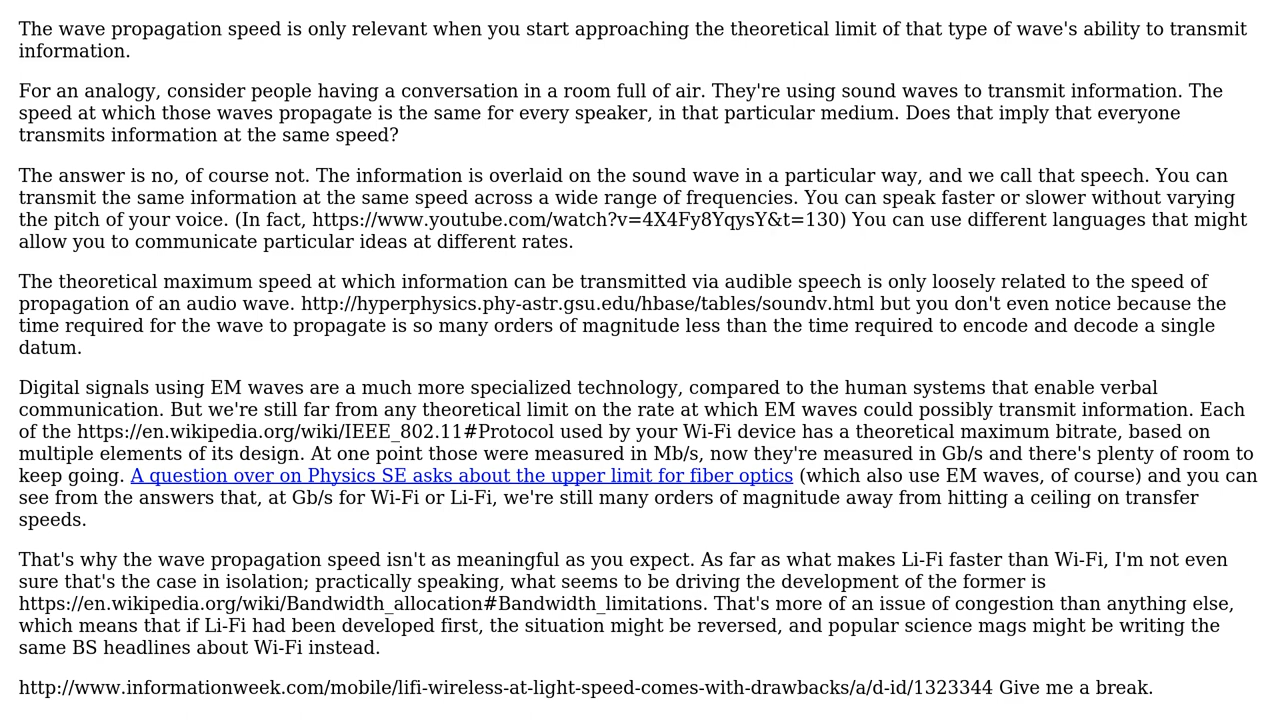 The wave propagation speed is only relevant when you start approaching the theoretical limit of that type of wave's ability to transmit
information.
For an analogy, consider people having a conversation in a room full of air. They're using sound waves to transmit information. The
speed at which those waves propagate is the same for every speaker, in that particular medium. Does that imply that everyone
transmits information at the same speed?
The answer is no, of course not. The information is overlaid on the sound wave in a particular way, and we call that speech. You can
transmit the same information at the same speed across a wide range of frequencies. You can speak faster or slower without varying
the pitch of your voice. (In fact, https://www.youtube.com/watch?v=4X4Fy8YqysY&t=130) You can use different languages that might
allow you to communicate particular ideas at different rates.
The theoretical maximum speed at which information can be transmitted via audible speech is only loosely related to the speed of
propagation of an audio wave. http://hyperphysics.phy-astr.gsu.edu/hbase/tables/soundv.html but you don't even notice because the
time required for the wave to propagate is so many orders of magnitude less than the time required to encode and decode a single
datum.
Digital signals using EM waves are a much more specialized technology, compared to the human systems that enable verbal
communication. But we're still far from any theoretical limit on the rate at which EM waves could possibly transmit information. Each
of the https://en.wikipedia.org/wiki/IEEE_802.11#Protocol used by your Wi-Fi device has a theoretical maximum bitrate, based on
multiple elements of its design. At one point those were measured in Mb/s, now they're measured in Gb/s and there's plenty of room to
keep going. A question over on Physics SE asks about the upper limit for fiber optics (which also use EM waves, of course) and you can
see from the answers that, at Gb/s for Wi-Fi or Li-Fi, we're still many orders of magnitude away from hitting a ceiling on transfer
speeds.
That's why the wave propagation speed isn't as meaningful as you expect. As far as what makes Li-Fi faster than Wi-Fi, I'm not even
sure that's the case in isolation; practically speaking, what seems to be driving the development of the former is
https://en.wikipedia.org/wiki/Bandwidth_allocation#Bandwidth_limitations. That's more of an issue of congestion than anything else,
which means that if Li-Fi had been developed first, the situation might be reversed, and popular science mags might be writing the
same BS headlines about Wi-Fi instead.
http://www.informationweek.com/mobile/lifi-wireless-at-light-speed-comes-with-drawbacks/a/d-id/1323344 Give me a break.